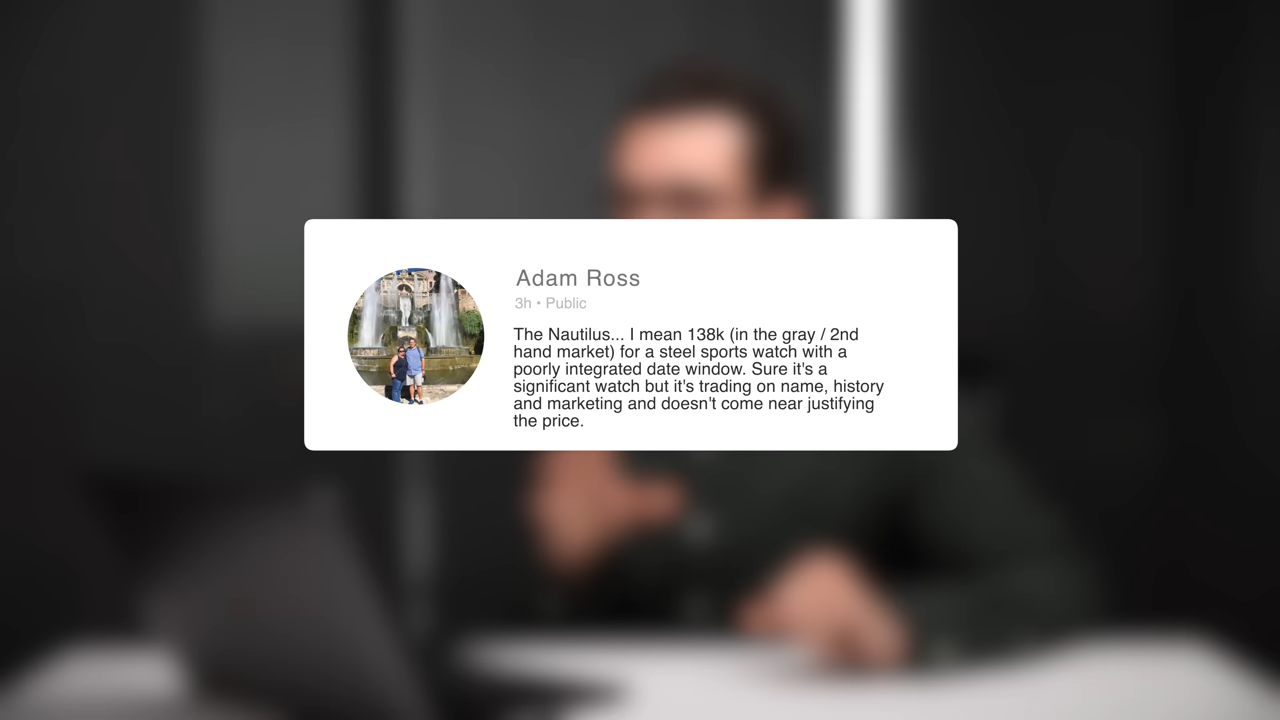 Adam Ross
3h • Public
The Nautilus... I mean 138k (in the gray / 2nd
hand market) for a steel sports watch with a
poorly integrated date window. Sure it's a
significant watch but it's trading on name, history
and marketing and doesn't come near justifying
the price.